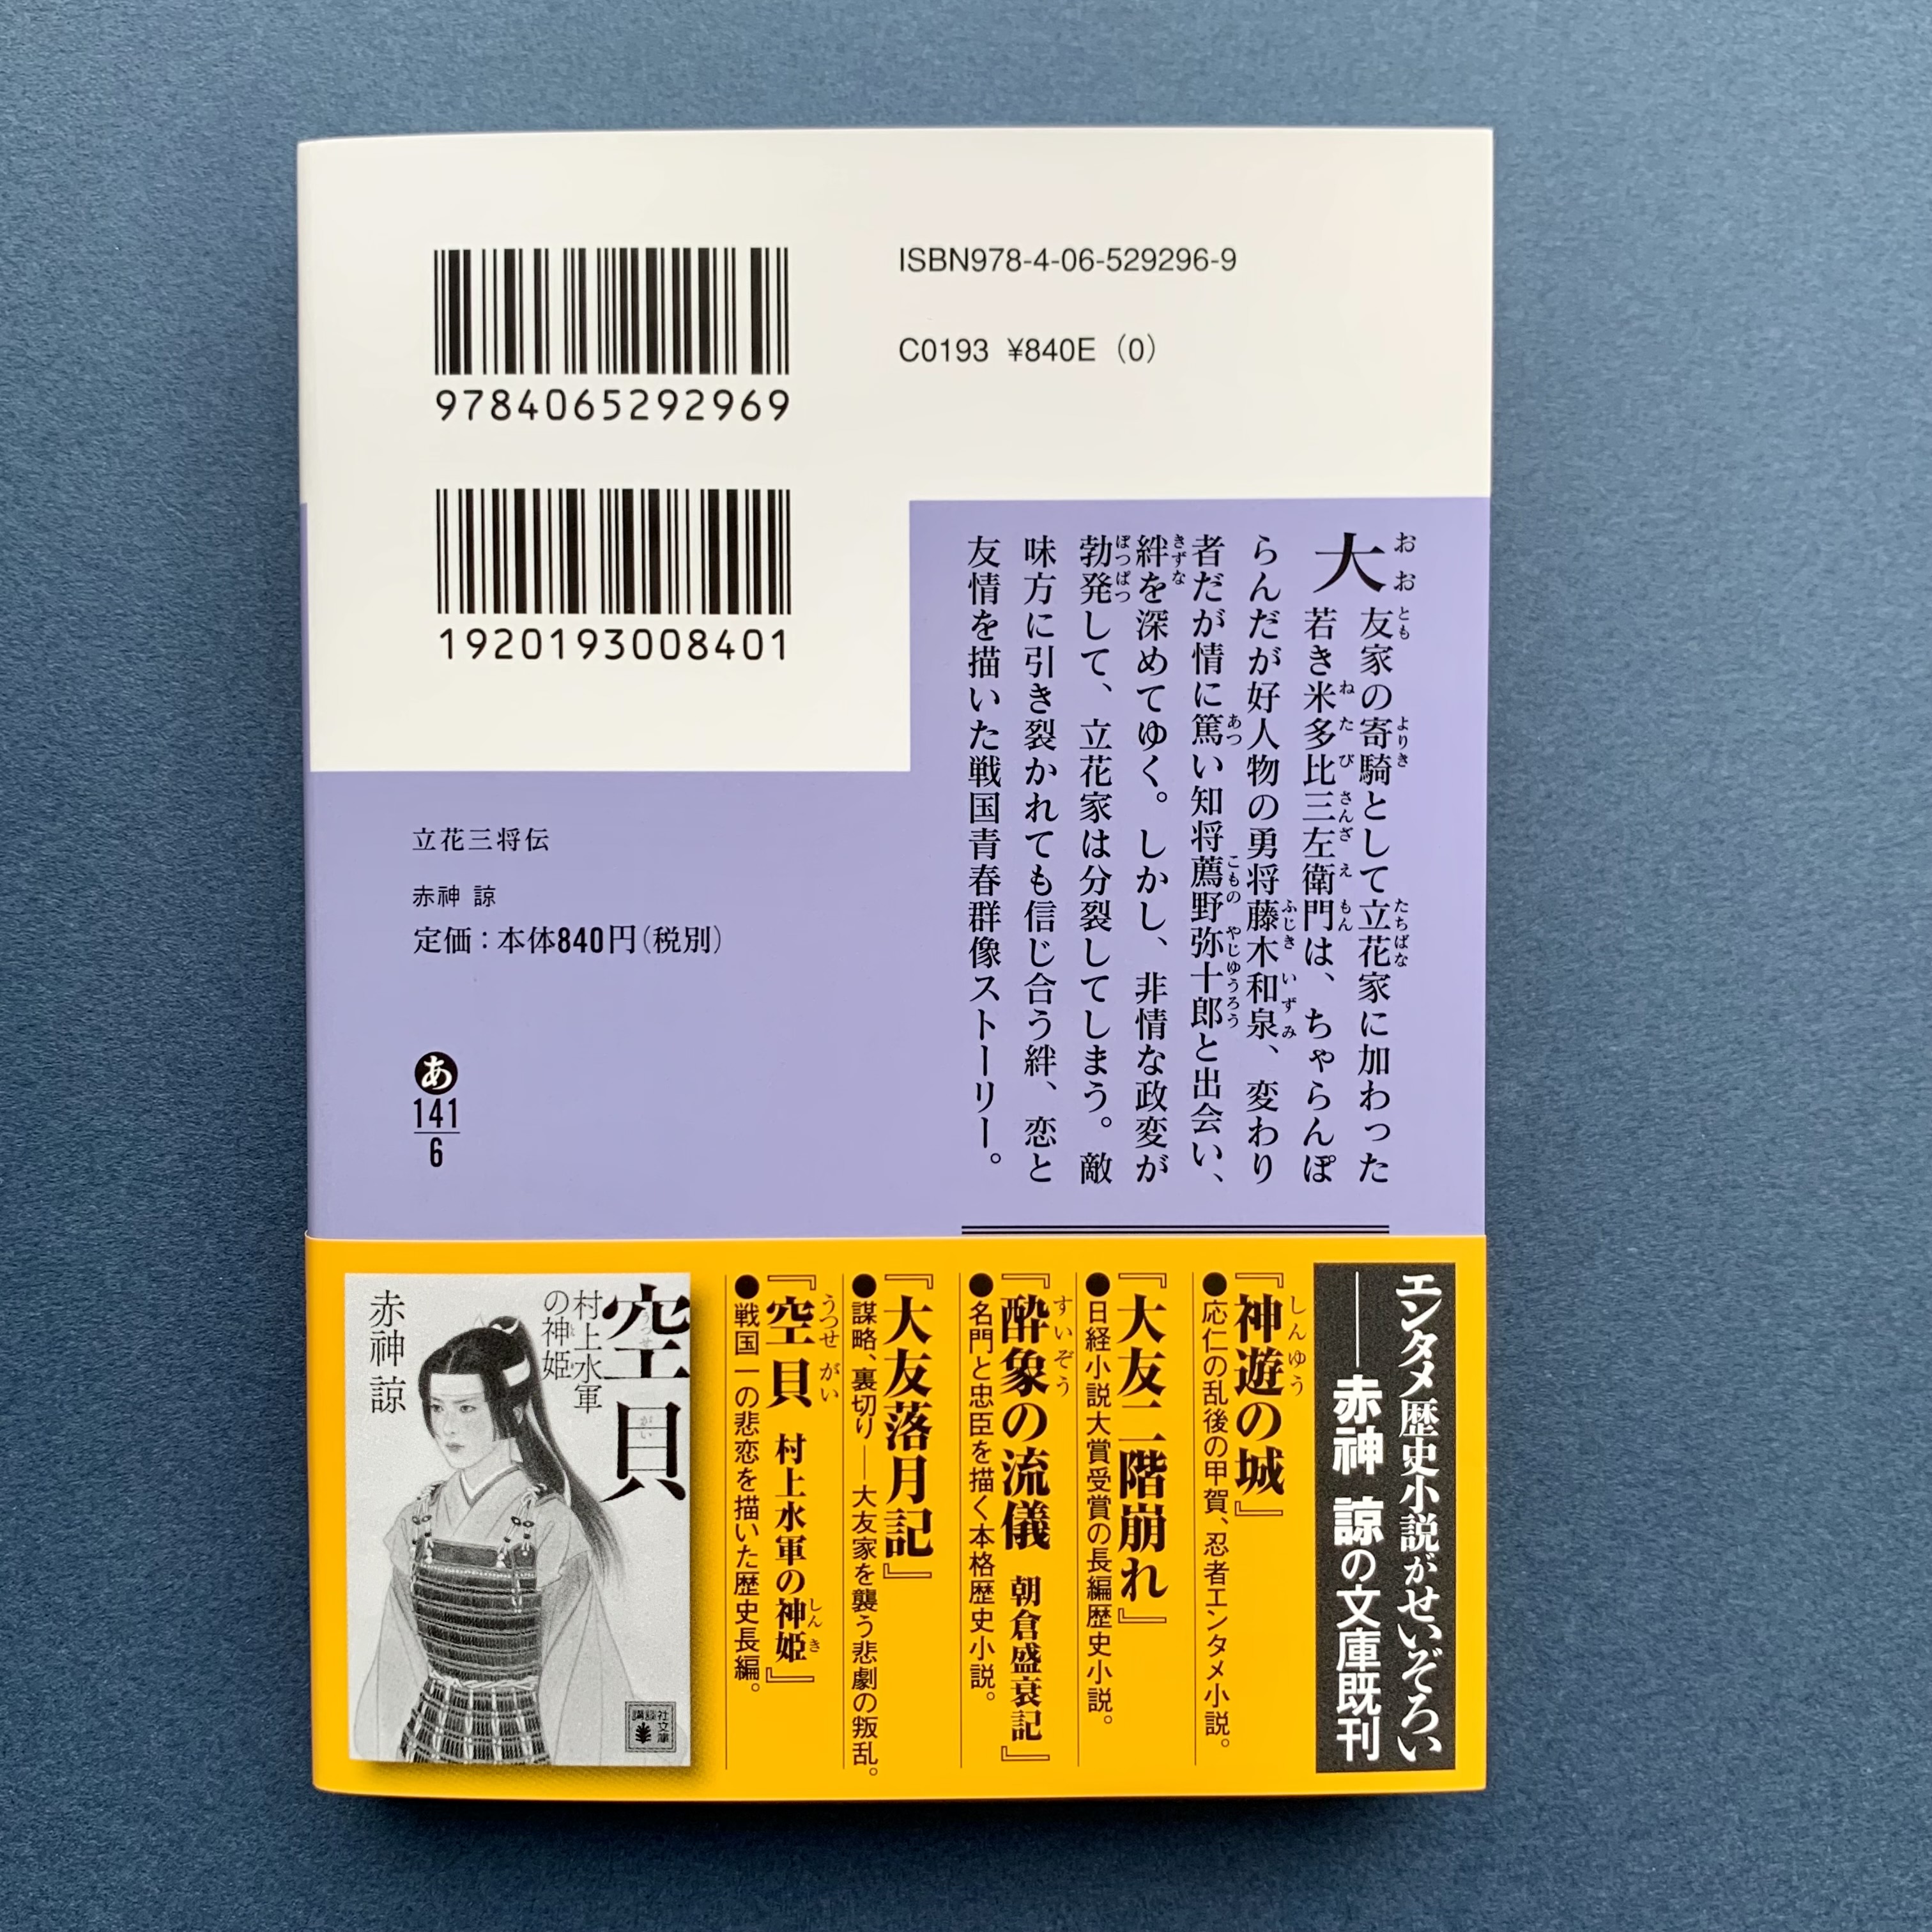 9784065292969
1920193008401
ISBN978-4-06-529296-9
C0193 ¥840E (0)
大友家の寄騎として立花家に加わった
若き米多比三左衛門は、ちゃらんぽ
らんだが好人物の勇将藤木和泉、変わり
者だが情に篤い知将薦野弥十郎と出会い、
絆を深めてゆく。しかし、非情な政変が
勃発して、立花家は分裂してしまう。敵
味方に引き裂かれても信じ合う絆、恋と
友情を描いた戦国青春群像ストーリー。
立花三将伝
赤神 諒
定価：本体840円（税別）
あ
141
6
エンタメ歴史小説がせいぞろい
──赤神 諒の文庫既刊
『神遊の城』
●応仁の乱後の甲賀、忍者エンタメ小説。
『大友二階崩れ』
●日経小説大賞受賞の長編歴史小説。
『酔象の流儀 朝倉盛衰記』
●名門と忠臣を描く本格歴史小説。
『大友落月記』
●謀略、裏切り─大友家を襲う悲劇の叛乱。
『空貝 村上水軍の神姫』
●戦国一の悲恋を描いた歴史長編。
空貝
村上水軍
の神姫
赤神 諒
講談社文庫